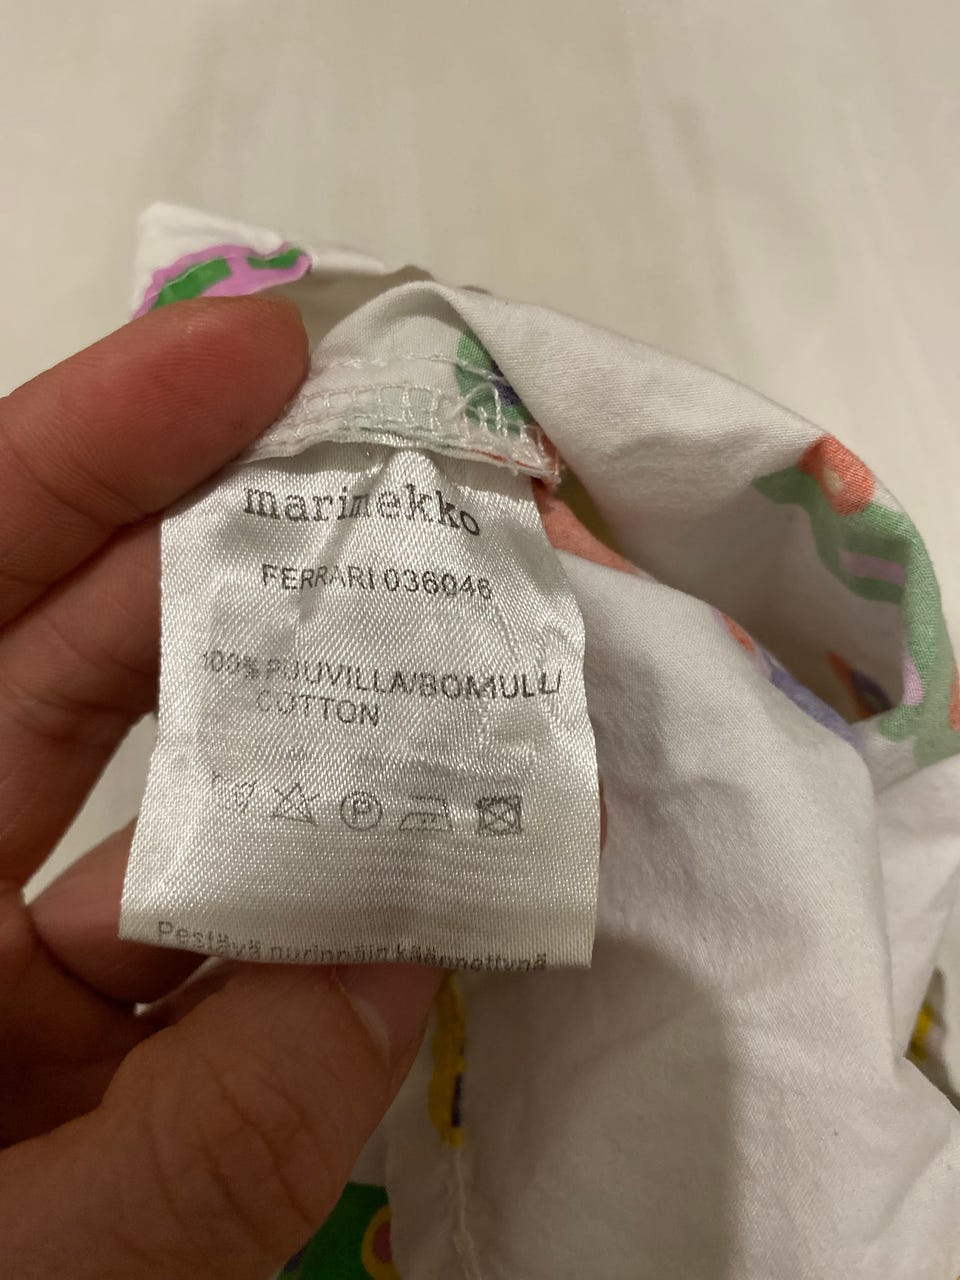 marimekko
FERRARI 036046
100% PUUVILLA/BOMULL/
COTTON
P
Pestävä nurinpäin käännettynä